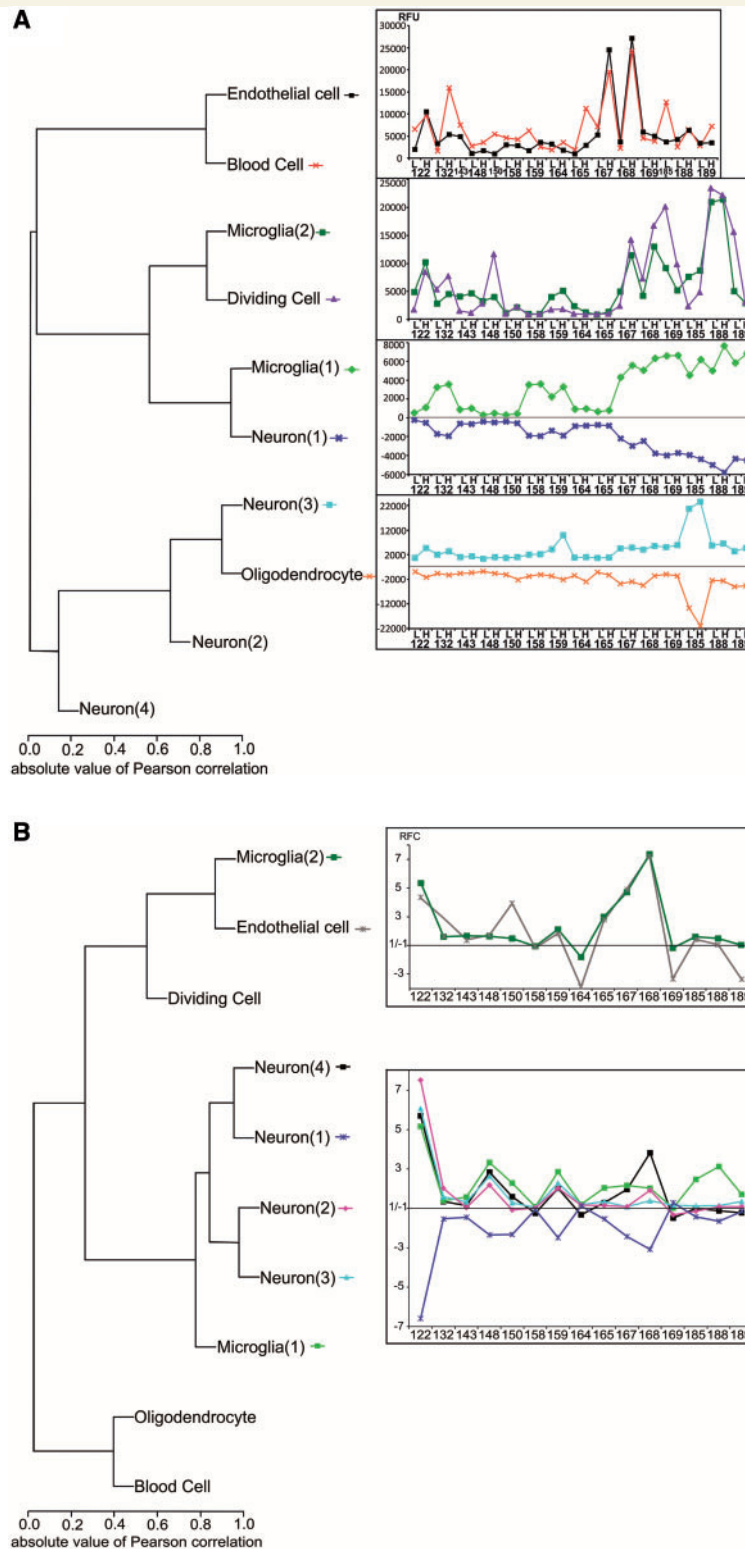 A
Endothelial cell
Blood Cell
Microglia(2)
Dividing Cell
Microglia(1)
Neuron(1)
Neuron(3)
Oligodendrocyte
Neuron(2)
Neuron(4)
0.0 0.2 0.4 0.6 0.8 1.0
absolute value of Pearson correlation
RFU
30000
25000
20000
15000
10000
5000
0
L H L H L H L H L H L H L H L H L H L H L H L H L H L H L H
122 132 143 148 150 158 159 164 165 167 168 169 185 188 189
25000
20000
15000
10000
5000
0
L H L H L H L H L H L H L H L H L H L H L H L H L H L H L H
122 132 143 148 150 158 159 164 165 167 168 169 185 188 18
8000
6000
4000
2000
0
-2000
-4000
-6000
L H L H L H L H L H L H L H L H L H L H L H L H L H L H L H
122 132 143 148 150 158 159 164 165 167 168 169 185 188 18
22000
12000
2000
-2000
-12000
-22000
L H L H L H L H L H L H L H L H L H L H L H L H L H L H L H
122 132 143 148 150 158 159 164 165 167 168 169 185 188 18
B
Microglia(2)
Endothelial cell
Dividing Cell
Neuron(4)
Neuron(1)
Neuron(2)
Neuron(3)
Microglia(1)
Oligodendrocyte
Blood Cell
0.0 0.2 0.4 0.6 0.8 1.0
absolute value of Pearson correlation
RFC
7
5
3
1/-1
-3
122 132 143 148 150 158 159 164 165 167 168 169 185 188 18
7
5
3
1/-1
-3
-5
-7
122 132 143 148 150 158 159 164 165 167 168 169 185 188 18